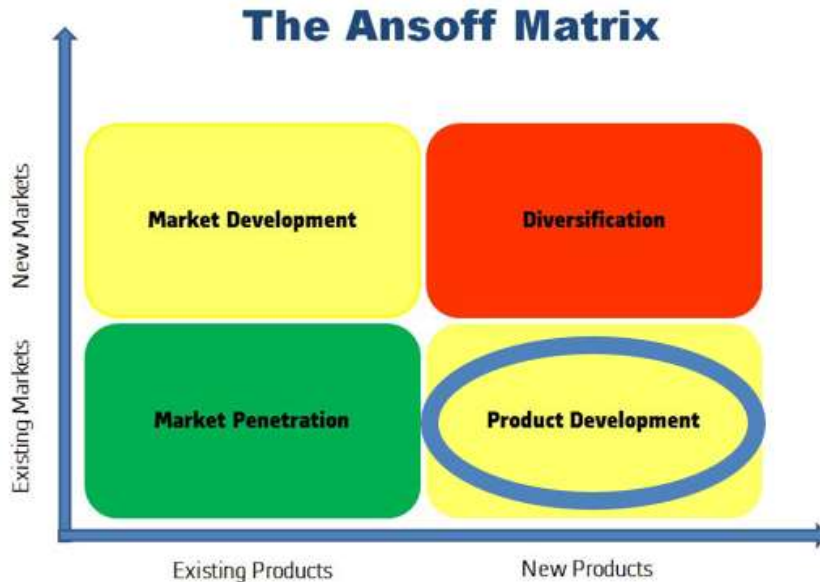 The Ansoff Matrix
New Markets
Market Development
Diversification
Existing Markets
Market Penetration
Product Development
Existing Products
New Products